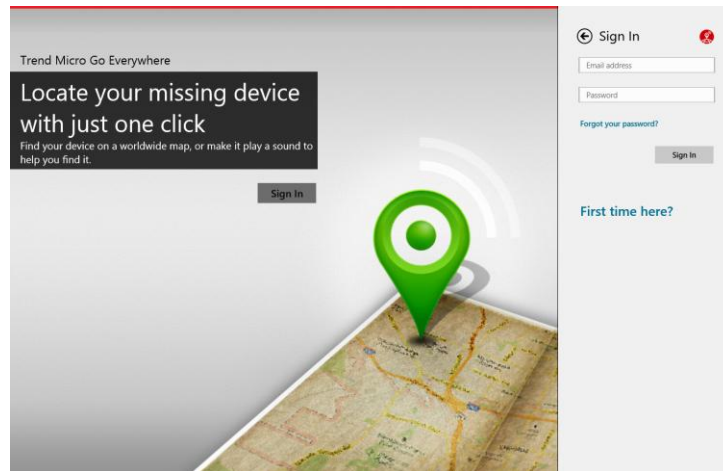 Trend Micro Go Everywhere
Locate your missing device
with just one click
Find your device on a worldwide map, or make it play a sound to
help you find it.
Sign In
Sign In
Email address
Password
Forgot your password?
Sign In
First time here?